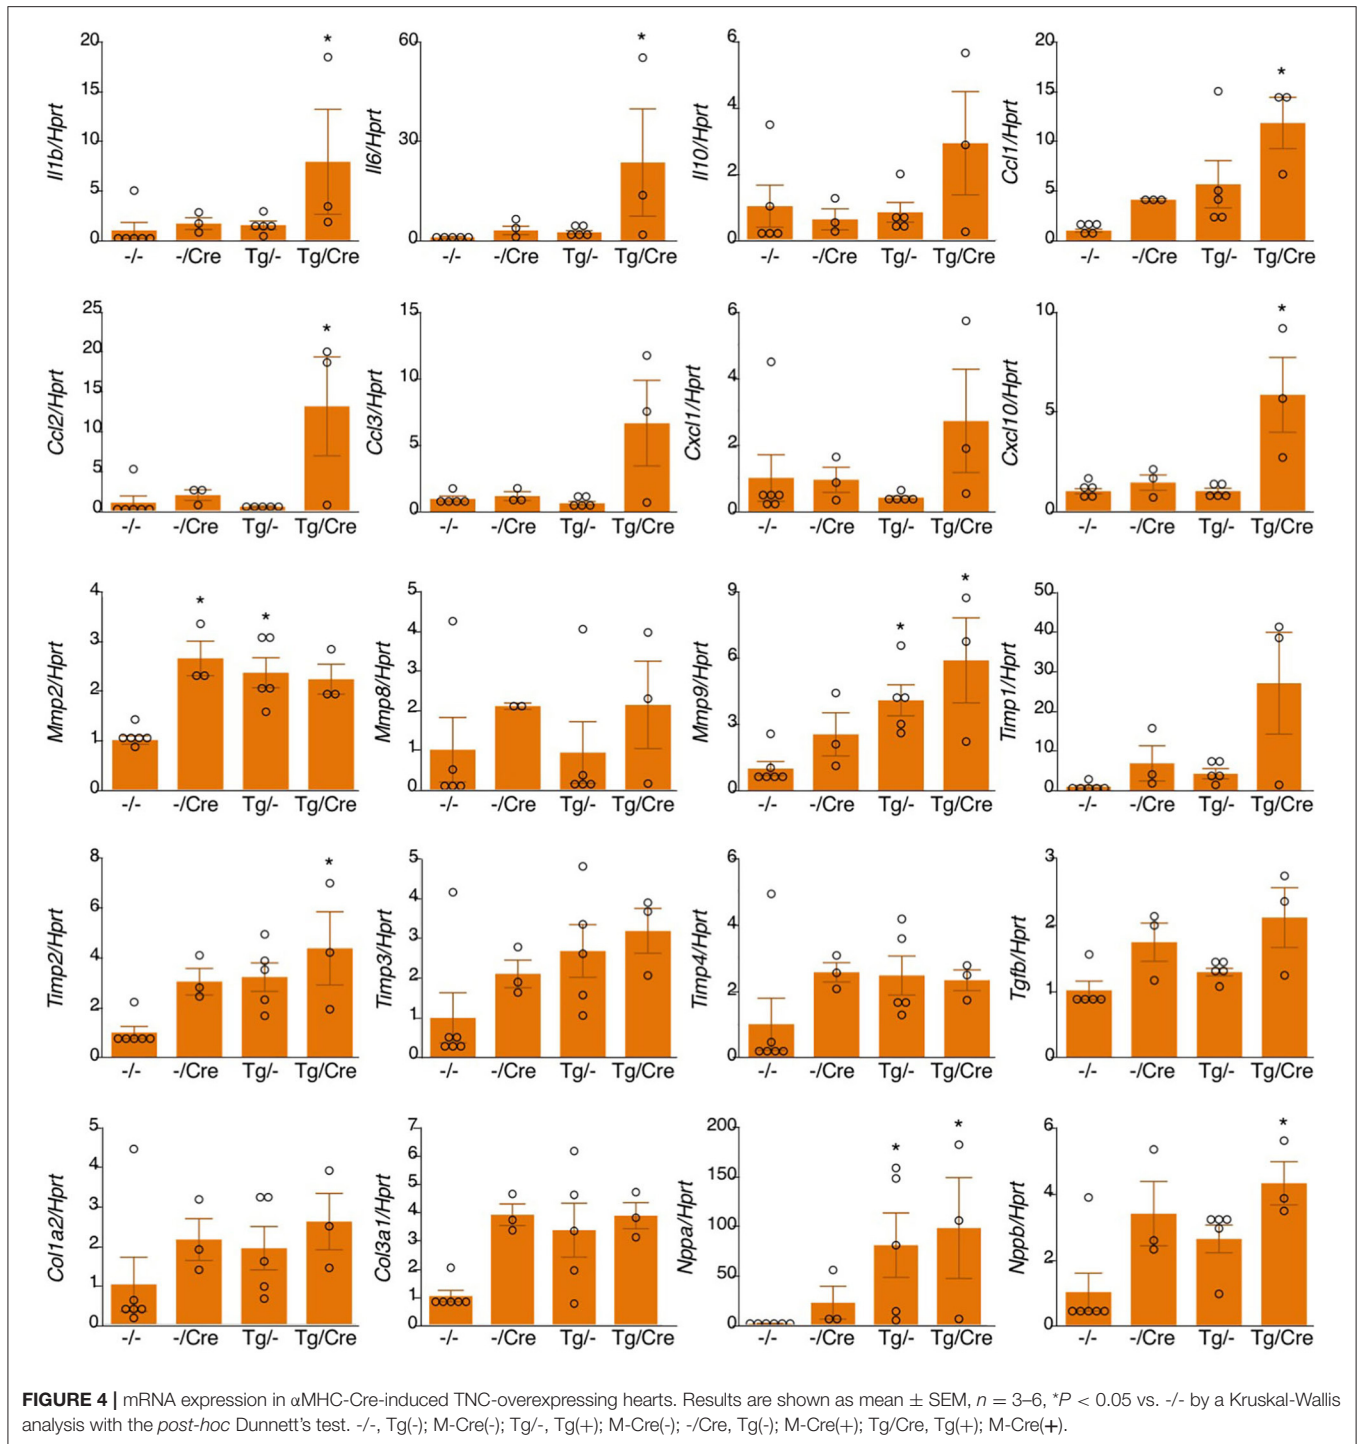 20
15
10
5
0
Il1b/Hprt
*
-/- -/Cre Tg/- Tg/Cre
60
30
0
Il6/Hprt
*
-/- -/Cre Tg/- Tg/Cre
6
4
2
0
Il10/Hprt
-/- -/Cre Tg/- Tg/Cre
20
15
10
5
0
Ccl1/Hprt
*
-/- -/Cre Tg/- Tg/Cre
25
20
15
10
5
0
Ccl2/Hprt
*
-/- -/Cre Tg/- Tg/Cre
15
10
5
0
Ccl3/Hprt
-/- -/Cre Tg/- Tg/Cre
6
4
2
0
Cxcl1/Hprt
-/- -/Cre Tg/- Tg/Cre
10
5
0
Cxcl10/Hprt
*
-/- -/Cre Tg/- Tg/Cre
4
3
2
1
0
Mmp2/Hprt
* *
-/- -/Cre Tg/- Tg/Cre
5
4
3
2
1
0
Mmp8/Hprt
-/- -/Cre Tg/- Tg/Cre
9
6
3
0
Mmp9/Hprt
* *
-/- -/Cre Tg/- Tg/Cre
50
40
30
20
10
0
Timp1/Hprt
-/- -/Cre Tg/- Tg/Cre
8
6
4
2
0
Timp2/Hprt
*
-/- -/Cre Tg/- Tg/Cre
5
4
3
2
1
0
Timp3/Hprt
-/- -/Cre Tg/- Tg/Cre
6
4
2
0
Timp4/Hprt
-/- -/Cre Tg/- Tg/Cre
3
2
1
0
Tgfb/Hprt
-/- -/Cre Tg/- Tg/Cre
5
4
3
2
1
0
Col1a2/Hprt
-/- -/Cre Tg/- Tg/Cre
7
6
5
4
3
2
1
0
Col3a1/Hprt
-/- -/Cre Tg/- Tg/Cre
200
150
100
50
0
Nppa/Hprt
* *
-/- -/Cre Tg/- Tg/Cre
6
4
2
0
Nppb/Hprt
*
-/- -/Cre Tg/- Tg/Cre
FIGURE 4 | mRNA expression in αMHC-Cre-induced TNC-overexpressing hearts. Results are shown as mean ± SEM, n = 3–6, *P < 0.05 vs. -/- by a Kruskal-Wallis
analysis with the post-hoc Dunnett's test. -/-, Tg(-); M-Cre(-); Tg/-, Tg(+); M-Cre(-); -/Cre, Tg(-); M-Cre(+); Tg/Cre, Tg(+); M-Cre(+).